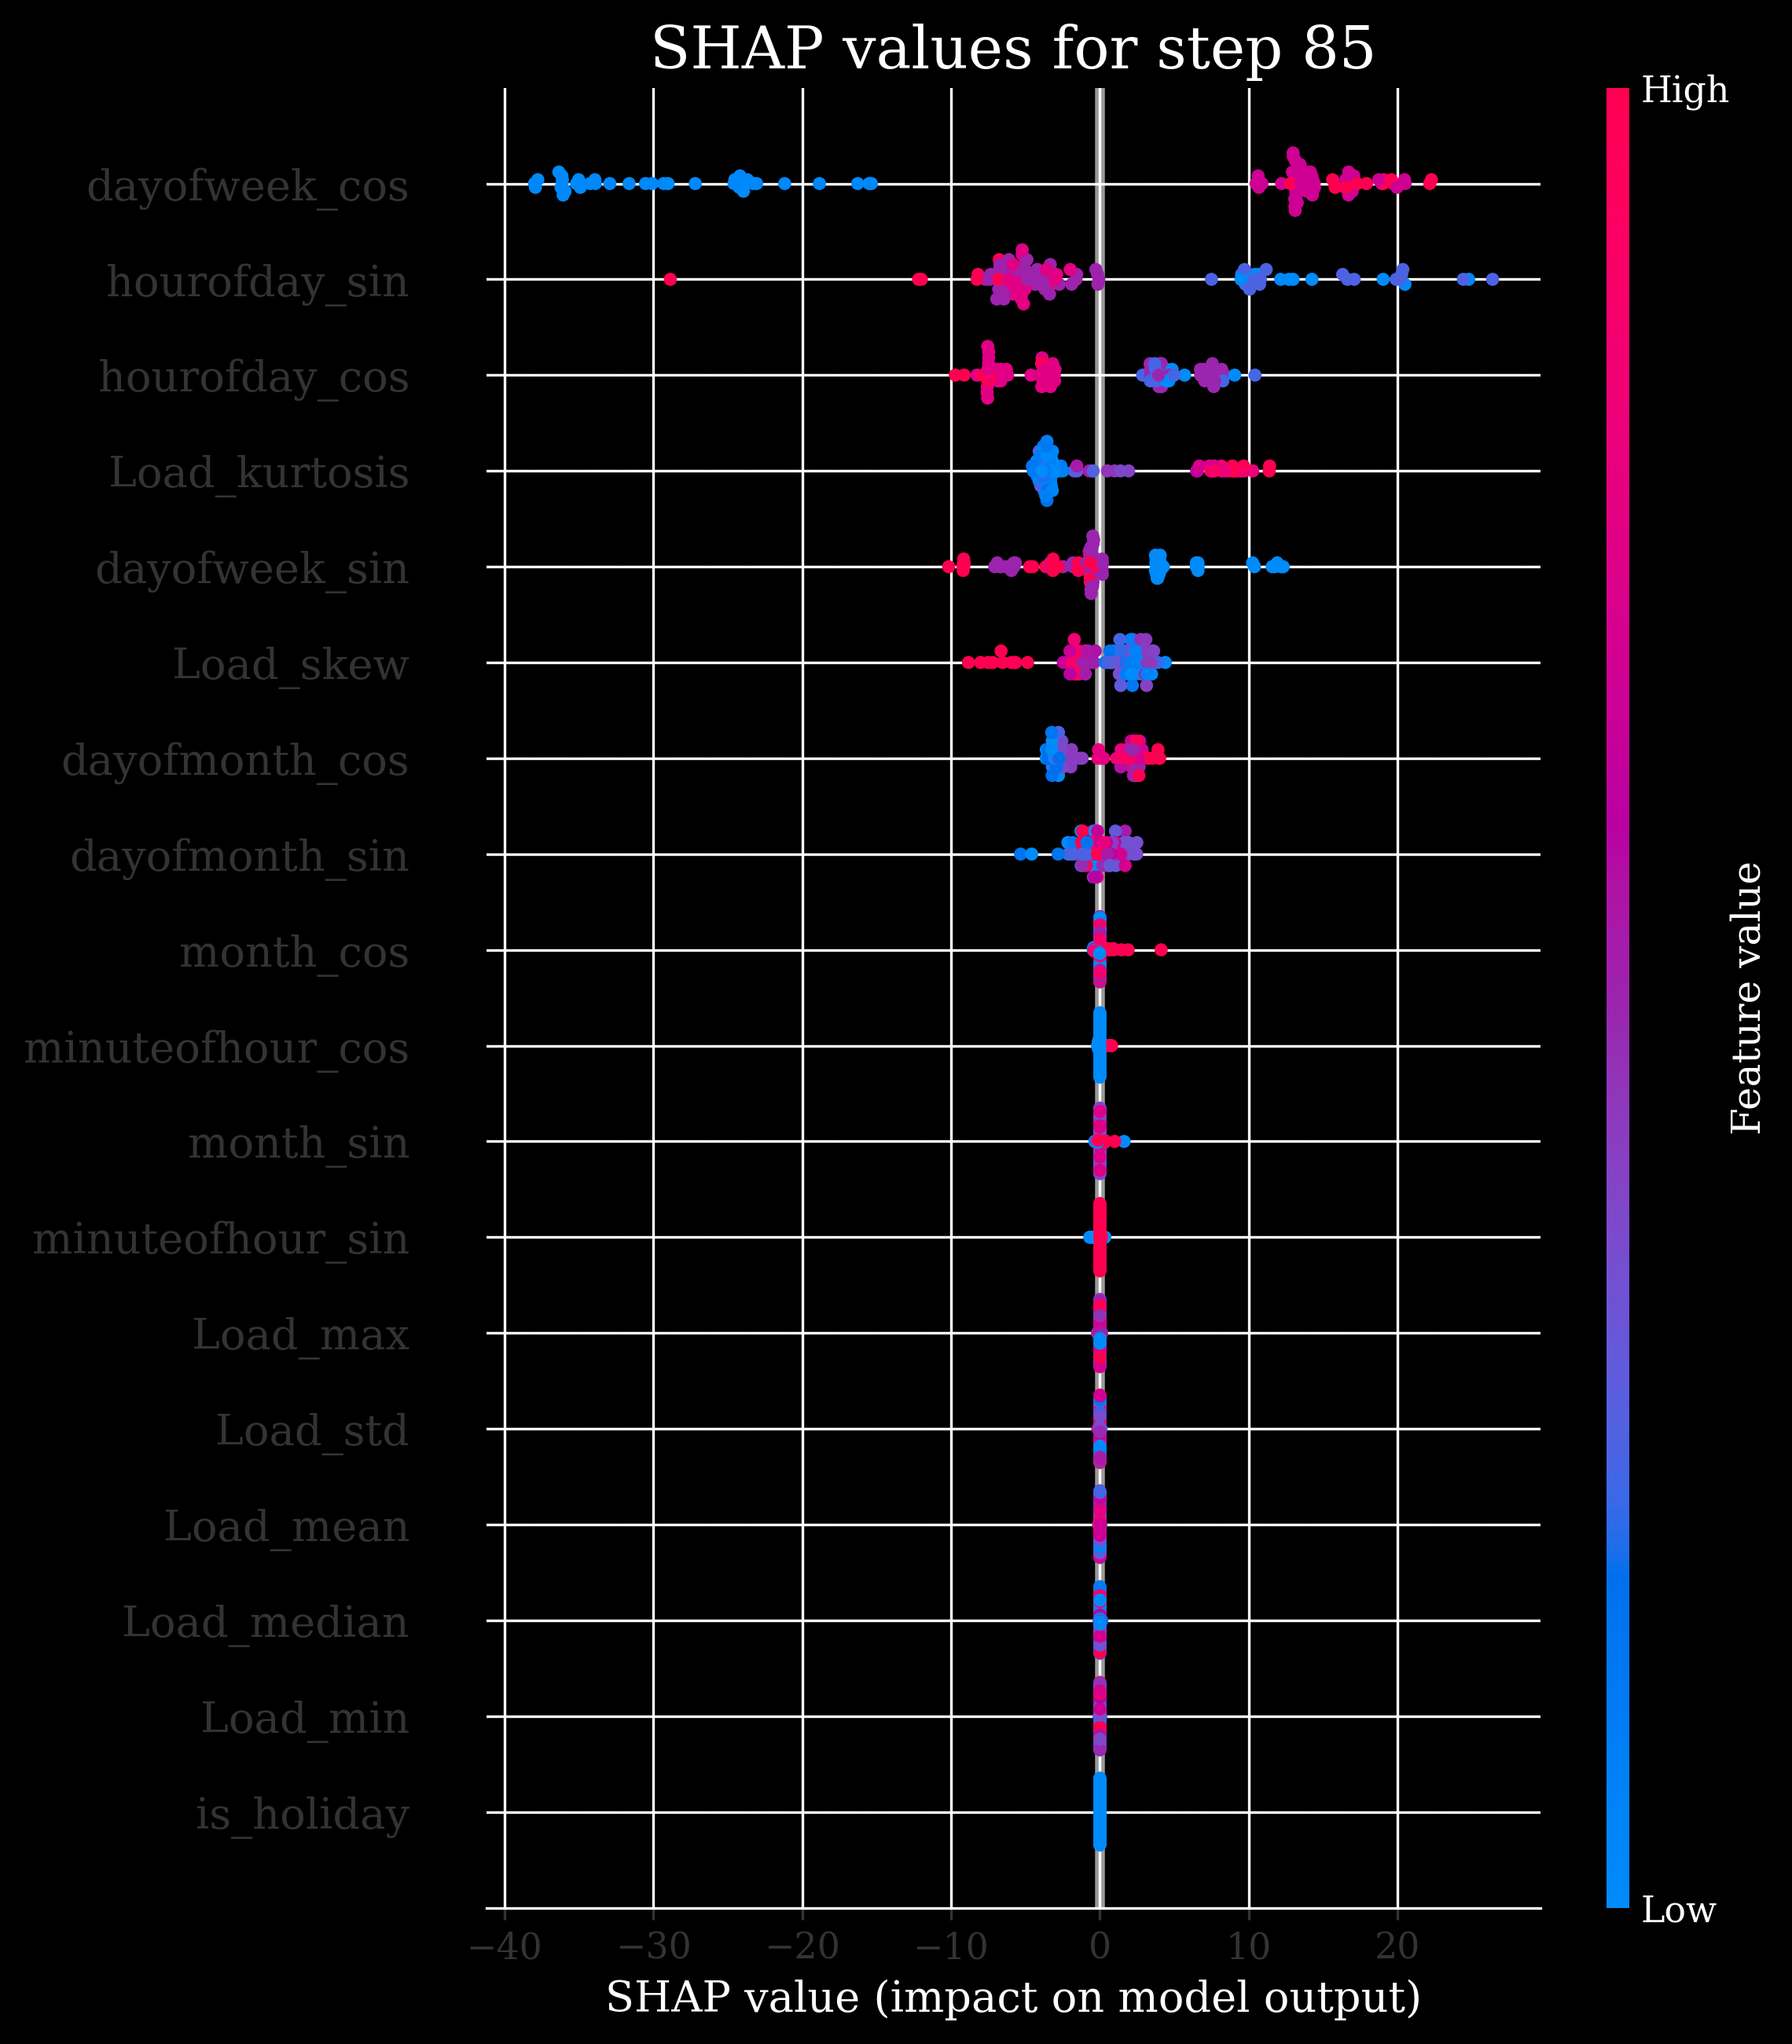 SHAP values for step 85
High
dayofweek_cos
hourofday_sin
hourofday_cos
Load_kurtosis
dayofweek_sin
Load_skew
dayofmonth_cos
dayofmonth_sin
month_cos
minuteofhour_cos
month_sin
minuteofhour_sin
Load_max
Load_std
Load_mean
Load_median
Load_min
is_holiday
Feature value
Low
−40 −30 −20 −10 0 10 20
SHAP value (impact on model output)